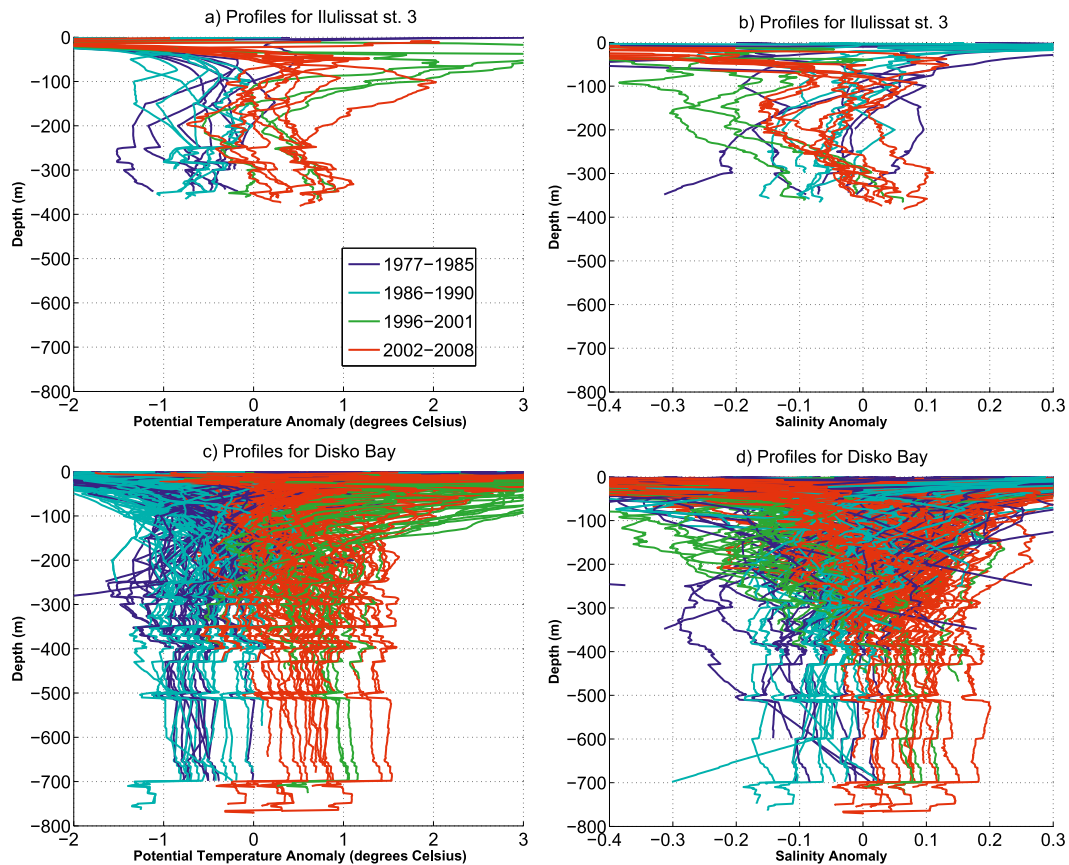 a) Profiles for Ilulissat st. 3
0
−100
−200
−300
−400
−500
−600
−700
−800
Depth (m)
1977−1985
1986−1990
1996−2001
2002−2008
−2 −1 0 1 2 3
Potential Temperature Anomaly (degrees Celsius)
b) Profiles for Ilulissat st. 3
0
−100
−200
−300
−400
−500
−600
−700
−800
Depth (m)
−0.4 −0.3 −0.2 −0.1 0 0.1 0.2 0.3
Salinity Anomaly
c) Profiles for Disko Bay
0
−100
−200
−300
−400
−500
−600
−700
−800
Depth (m)
−2 −1 0 1 2 3
Potential Temperature Anomaly (degrees Celsius)
d) Profiles for Disko Bay
0
−100
−200
−300
−400
−500
−600
−700
−800
Depth (m)
−0.4 −0.3 −0.2 −0.1 0 0.1 0.2 0.3
Salinity Anomaly